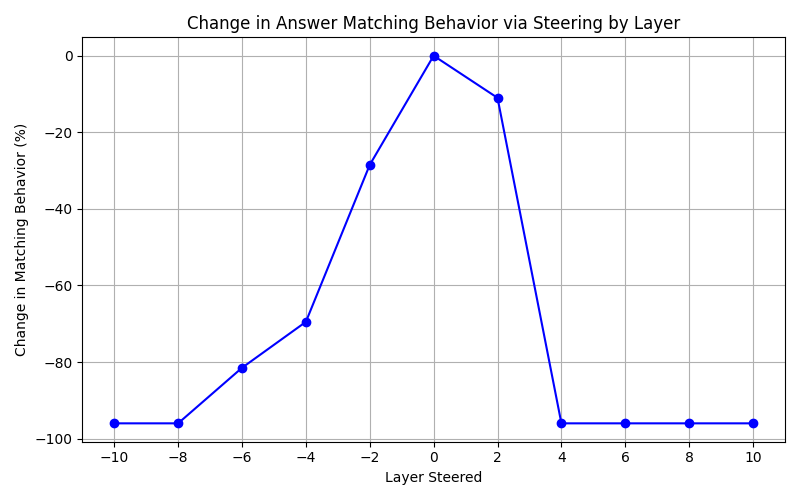 Change in Answer Matching Behavior via Steering by Layer
Change in Matching Behavior (%)
0
−20
−40
−60
−80
−100
−10 −8 −6 −4 −2 0 2 4 6 8 10
Layer Steered